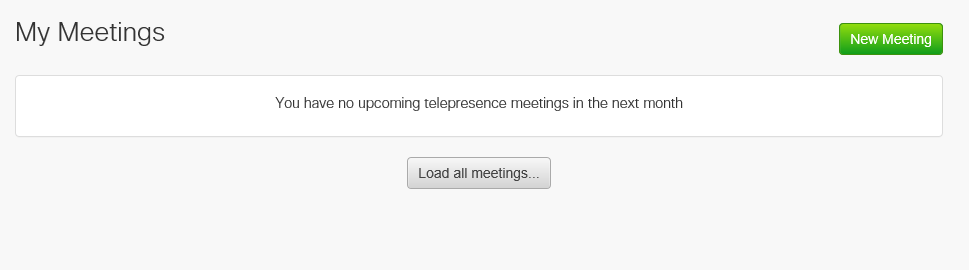 My Meetings
New Meeting
You have no upcoming telepresence meetings in the next month
Load all meetings...